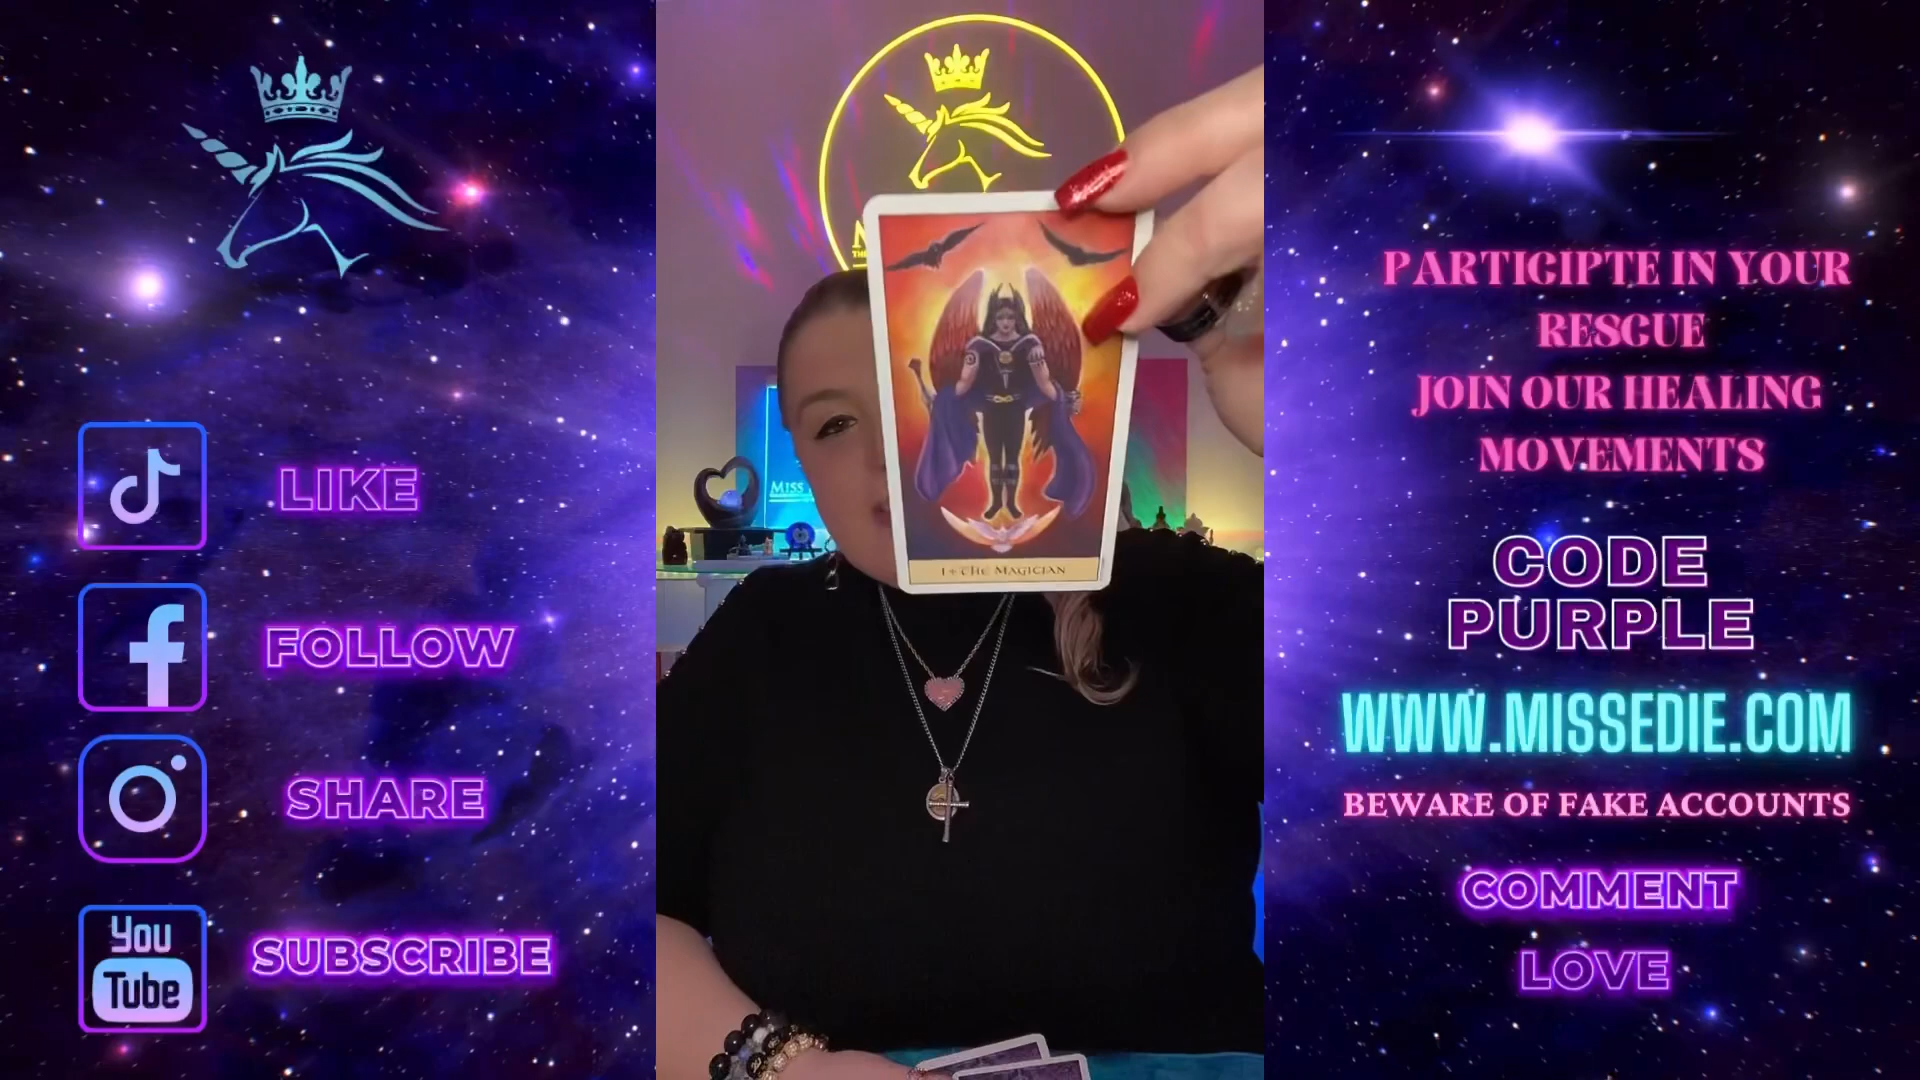 LIKE
FOLLOW
SHARE
You
Tube
SUBSCRIBE
MISS
I THE MAGICIAN
PARTICIPTE IN YOUR
RESCUE
JOIN OUR HEALING
MOVEMENTS
CODE
PURPLE
WWW.MISSEDIE.COM
BEWARE OF FAKE ACCOUNTS
COMMENT
LOVE